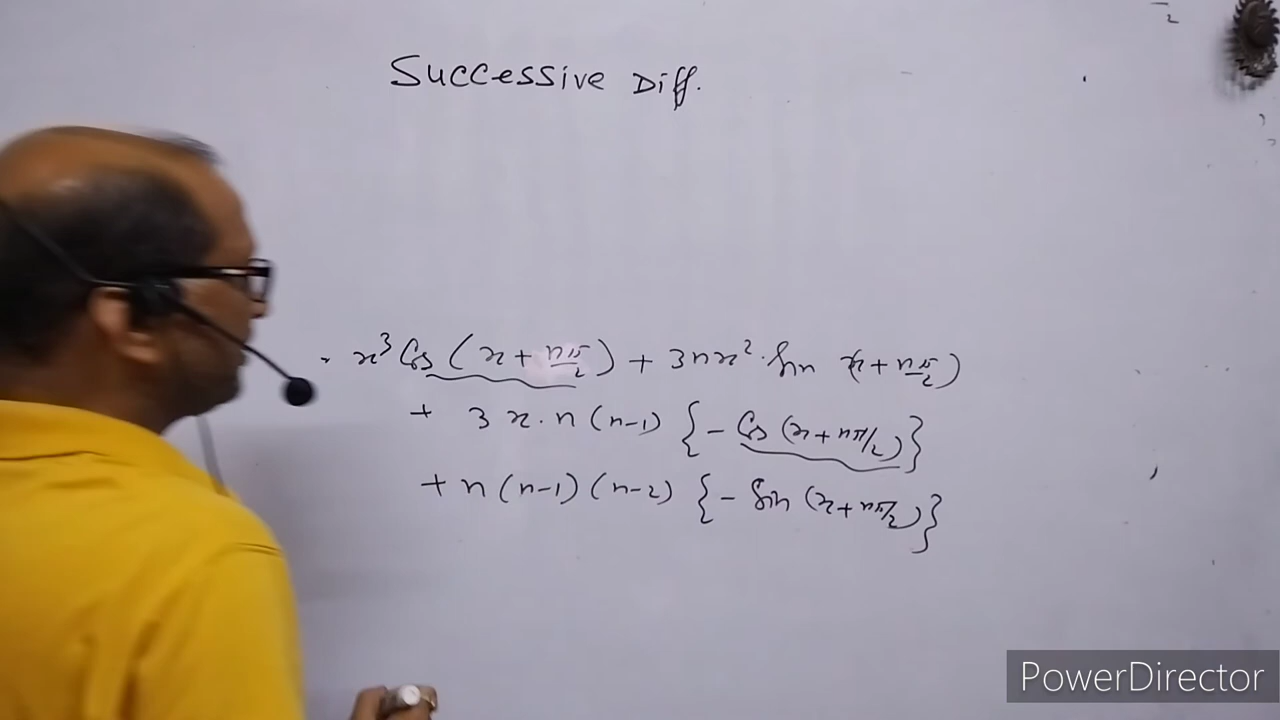 Successive Diff.
x³ Cos (x + nπ/2) + 3nx² · Sin (x + nπ/2)
+ 3x · n (n-1) {- Cos (x + nπ/2)}
+ n (n-1) (n-2) {- Sin (x + nπ/2)}
PowerDirector